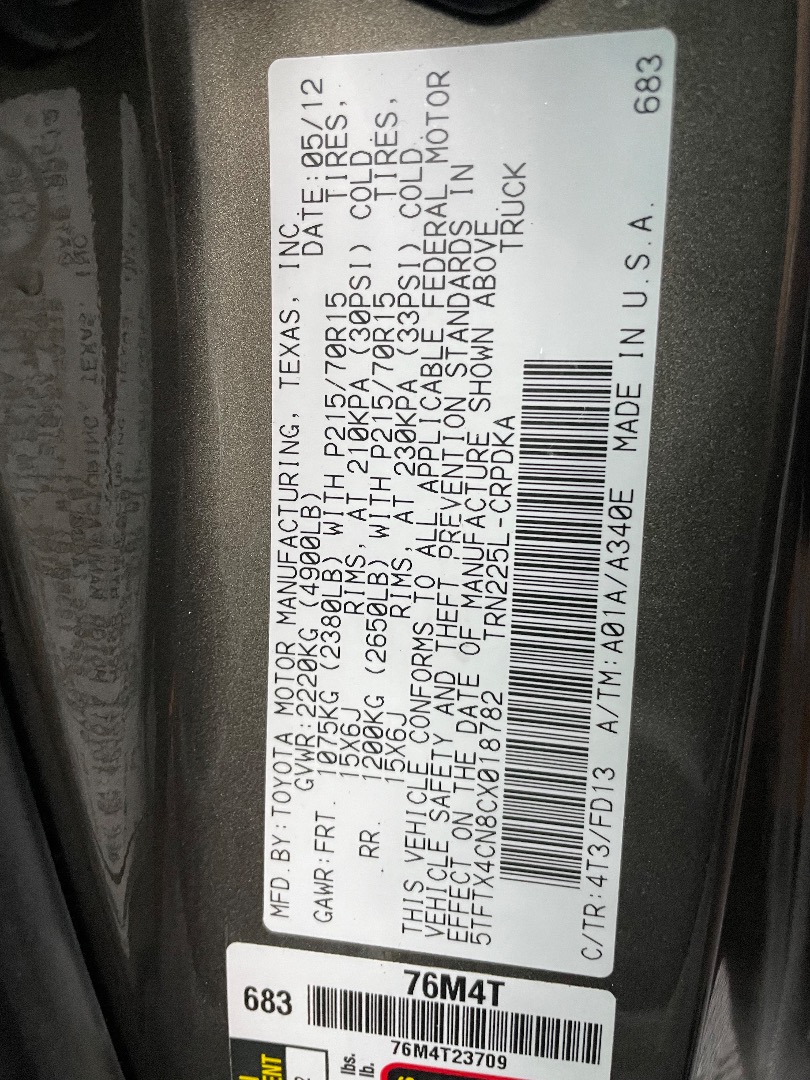 MFD.BY:TOYOTA MOTOR MANUFACTURING, TEXAS, INC.
GVWR:2220KG (4900LB) DATE:05/12
GAWR:FRT. 1075KG (2380LB) WITH P215/70R15 TIRES,
15X6J RIMS, AT 210KPA (30PSI) COLD
.RR. 1200KG (2650LB) WITH P215/70R15 TIRES,
15X6J RIMS, AT 230KPA (33PSI) COLD
THIS VEHICLE CONFORMS TO ALL APPLICABLE FEDERAL MOTOR
VEHICLE SAFETY AND THEFT PREVENTION STANDARDS IN
EFFECT ON THE DATE OF MANUFACTURE SHOWN ABOVE.
5TFTX4CN8CX018782 TRN225L-CRPDKA TRUCK
C/TR:4T3/FD13 A/TM:A01A/A340E MADE IN U.S.A. 683
683
76M4T
76M4T23709
lbs.
lb.